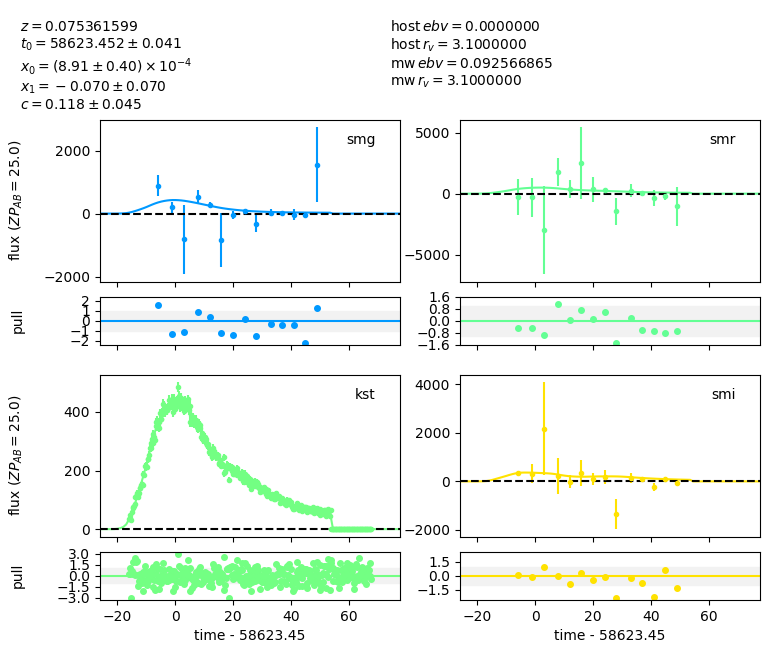 z = 0.075361599
t₀ = 58623.452 ± 0.041
x₀ = (8.91 ± 0.40) × 10⁻⁴
x₁ = −0.070 ± 0.070
c = 0.118 ± 0.045
host ebv = 0.0000000
host r_v = 3.1000000
mw ebv = 0.092566865
mw r_v = 3.1000000
flux (ZP_AB = 25.0)
2000
0
−2000
smg
5000
0
−5000
smr
pull
2
1
0
−1
−2
1.6
0.8
0.0
−0.8
−1.6
flux (ZP_AB = 25.0)
400
200
0
kst
4000
2000
0
−2000
smi
pull
3.0
1.5
0.0
−1.5
−3.0
1.5
0.0
−1.5
−20 0 20 40 60
time - 58623.45
−20 0 20 40 60
time - 58623.45